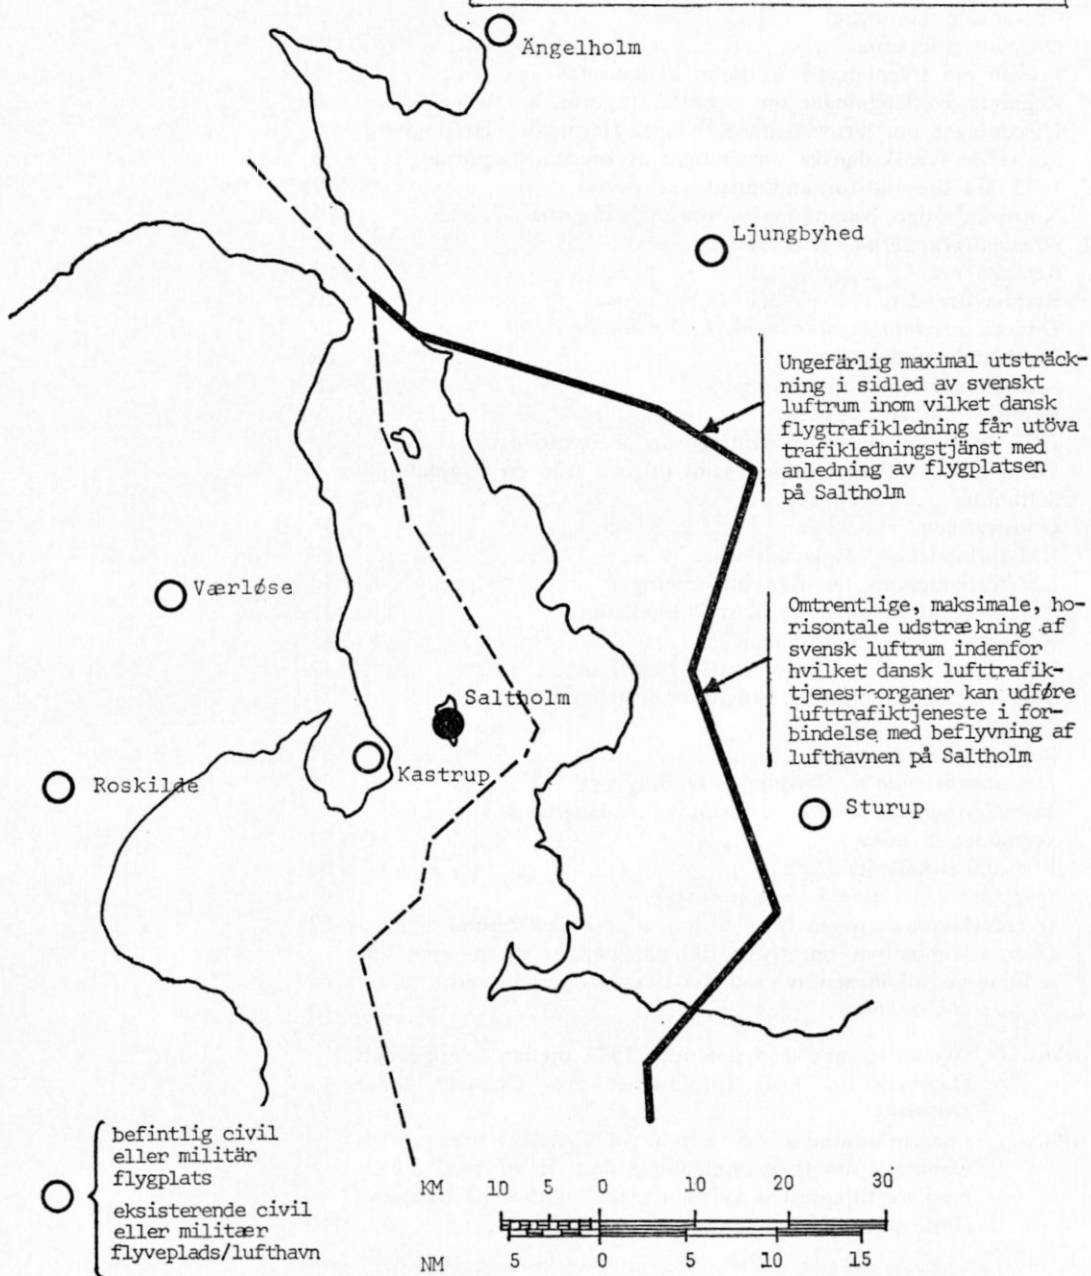 Ängelholm
Ljungbyhed
Ungefärlig maximal utsträck-
ning i sidled av svenskt
luftrum inom vilket dansk
flygtrafikledning får utöva
trafikledningstjänst med
anledning av flygplatsen
på Saltholm
Værløse
Omtrentlige, maksimale, ho-
risontale udstrækning af
svensk luftrum indenfor
hvilket dansk lufttrafik-
tjenest-organer kan udføre
lufttrafiktjeneste i for-
bindelse med beflyvning af
lufthavnen på Saltholm
Saltholm
Kastrup
Roskilde
Sturup
befintlig civil
eller militär
flygplats
eksisterende civil
eller militær
flyveplads/lufthavn
KM 10 5 0 10 20 30
NM 5 0 5 10 15